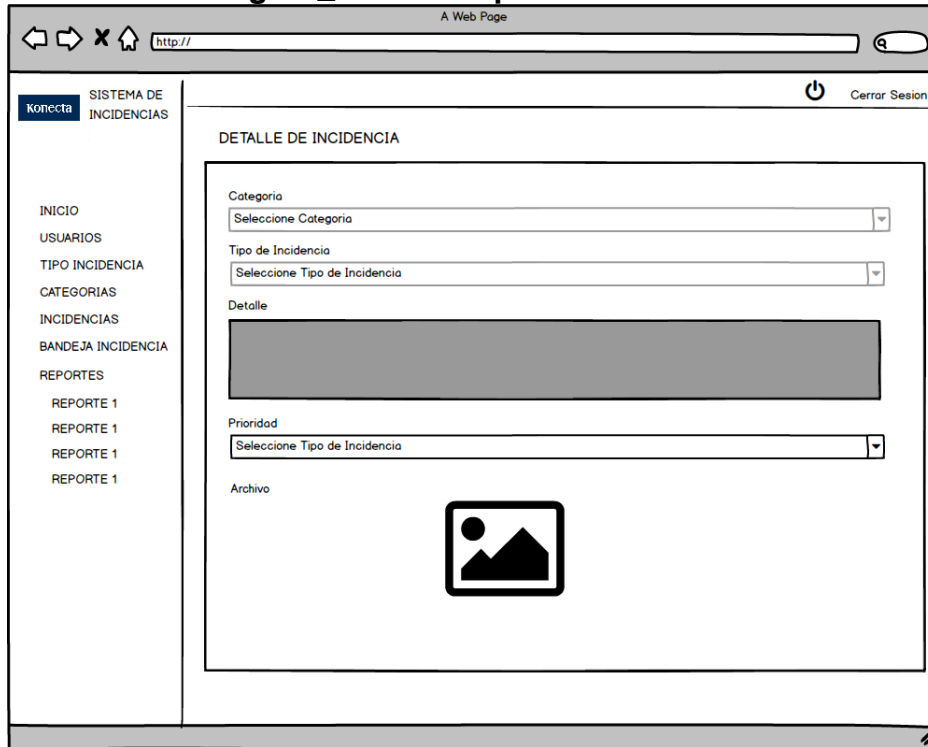 A Web Page
http://
Konecta
SISTEMA DE
INCIDENCIAS
Cerrar Sesion
DETALLE DE INCIDENCIA
INICIO
USUARIOS
TIPO INCIDENCIA
CATEGORIAS
INCIDENCIAS
BANDEJA INCIDENCIA
REPORTES
REPORTE 1
REPORTE 1
REPORTE 1
REPORTE 1
Categoria
Seleccione Categoria
Tipo de Incidencia
Seleccione Tipo de Incidencia
Detalle
Prioridad
Seleccione Tipo de Incidencia
Archivo